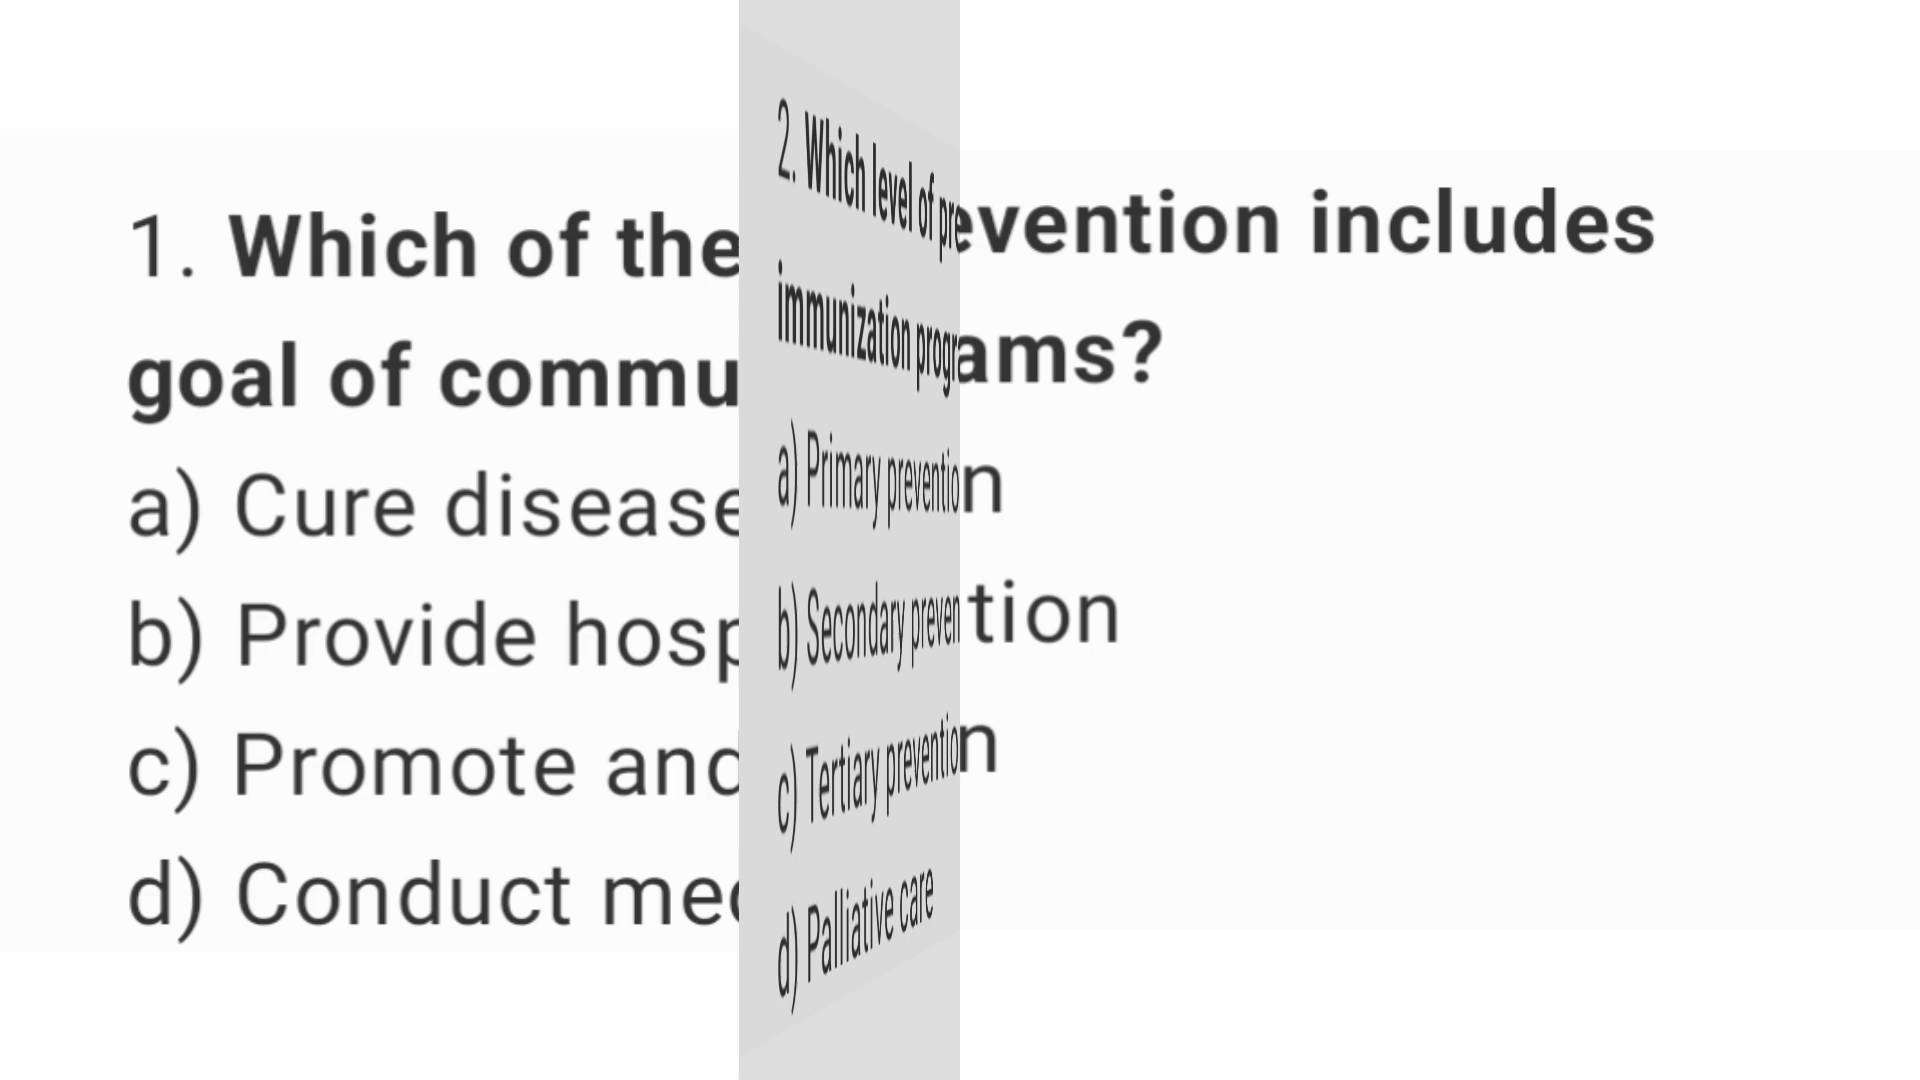 1. Which of the
goal of commu
a) Cure disease
b) Provide hosp
c) Promote and
d) Conduct med
2. Which level of prevention includes
immunization programs?
a) Primary prevention
b) Secondary prevention
c) Tertiary prevention
d) Palliative care